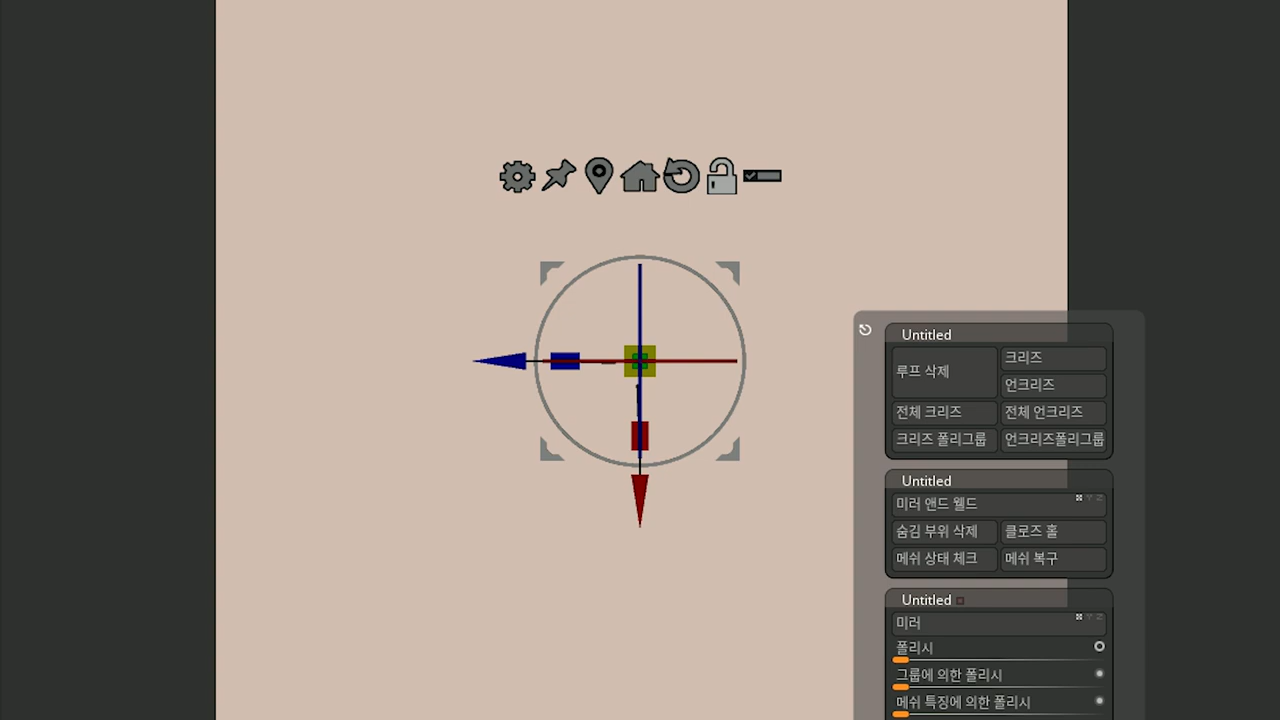 Untitled
루프 삭제
크리즈
언크리즈
전체 크리즈 전체 언크리즈
크리즈 폴리그룹 언크리즈폴리그룹
Untitled
미러 앤드 웰드
숨김 부위 삭제 클로즈 홀
메쉬 상태 체크 메쉬 복구
Untitled
미러
폴리시
그룹에 의한 폴리시
메쉬 특징에 의한 폴리시